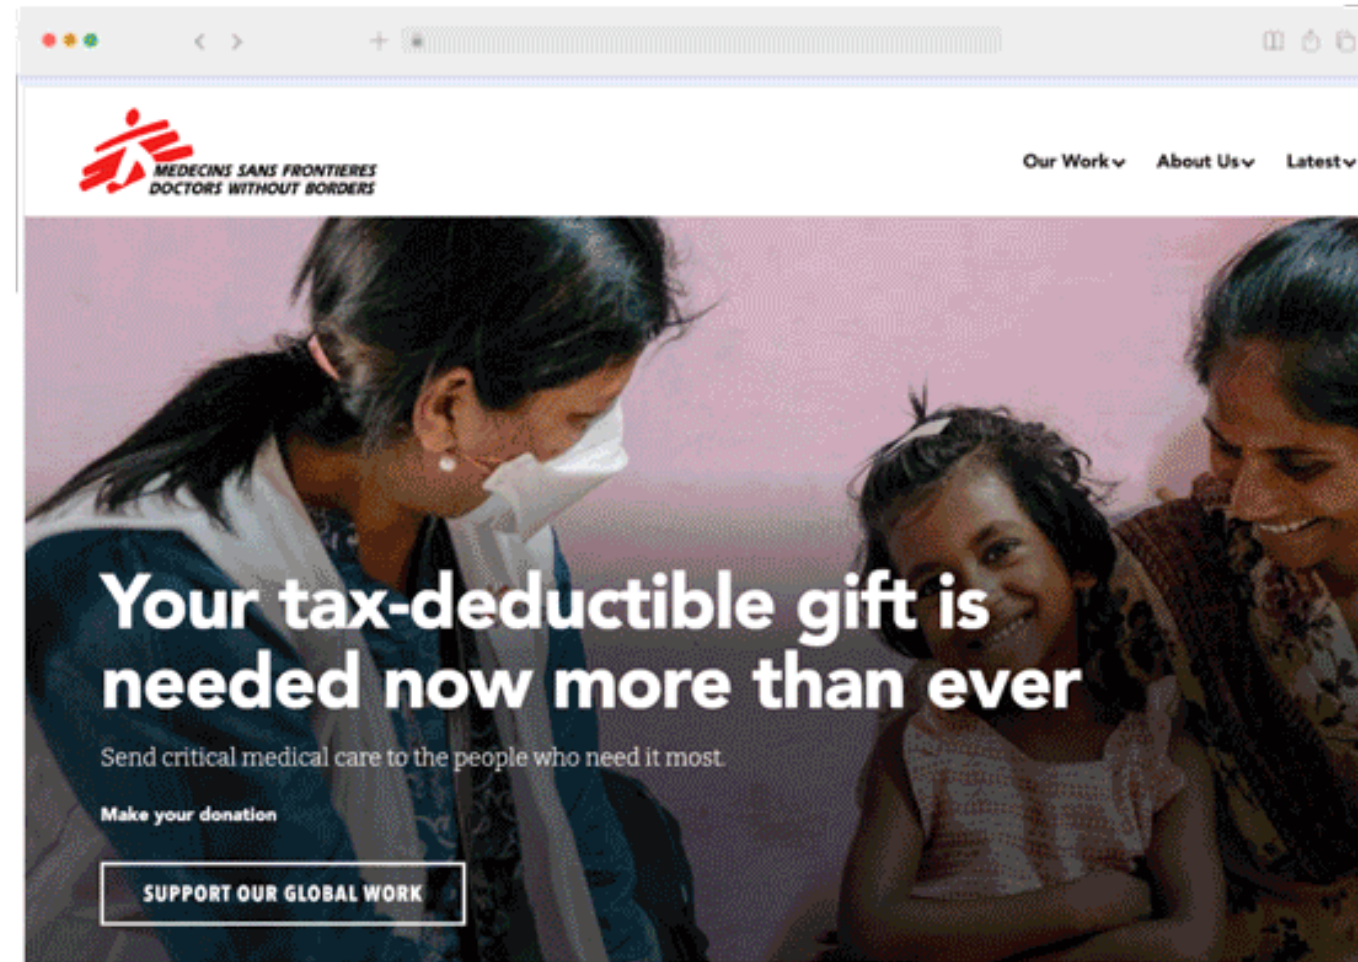 MEDECINS SANS FRONTIERES
DOCTORS WITHOUT BORDERS
Our Work
About Us
Latest
Your tax-deductible gift is
needed now more than ever
Send critical medical care to the people who need it most.
Make your donation
SUPPORT OUR GLOBAL WORK